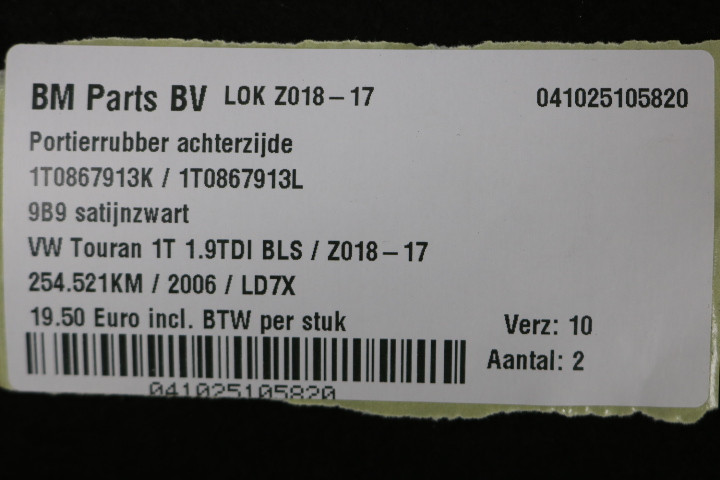 BM Parts BV LOK Z018-17 041025105820
Portierrubber achterzijde
1T0867913K / 1T0867913L
9B9 satijnzwart
VW Touran 1T 1.9TDI BLS / Z018-17
254.521KM / 2006 / LD7X
19.50 Euro incl. BTW per stuk Verz: 10
Aantal: 2
041025105820